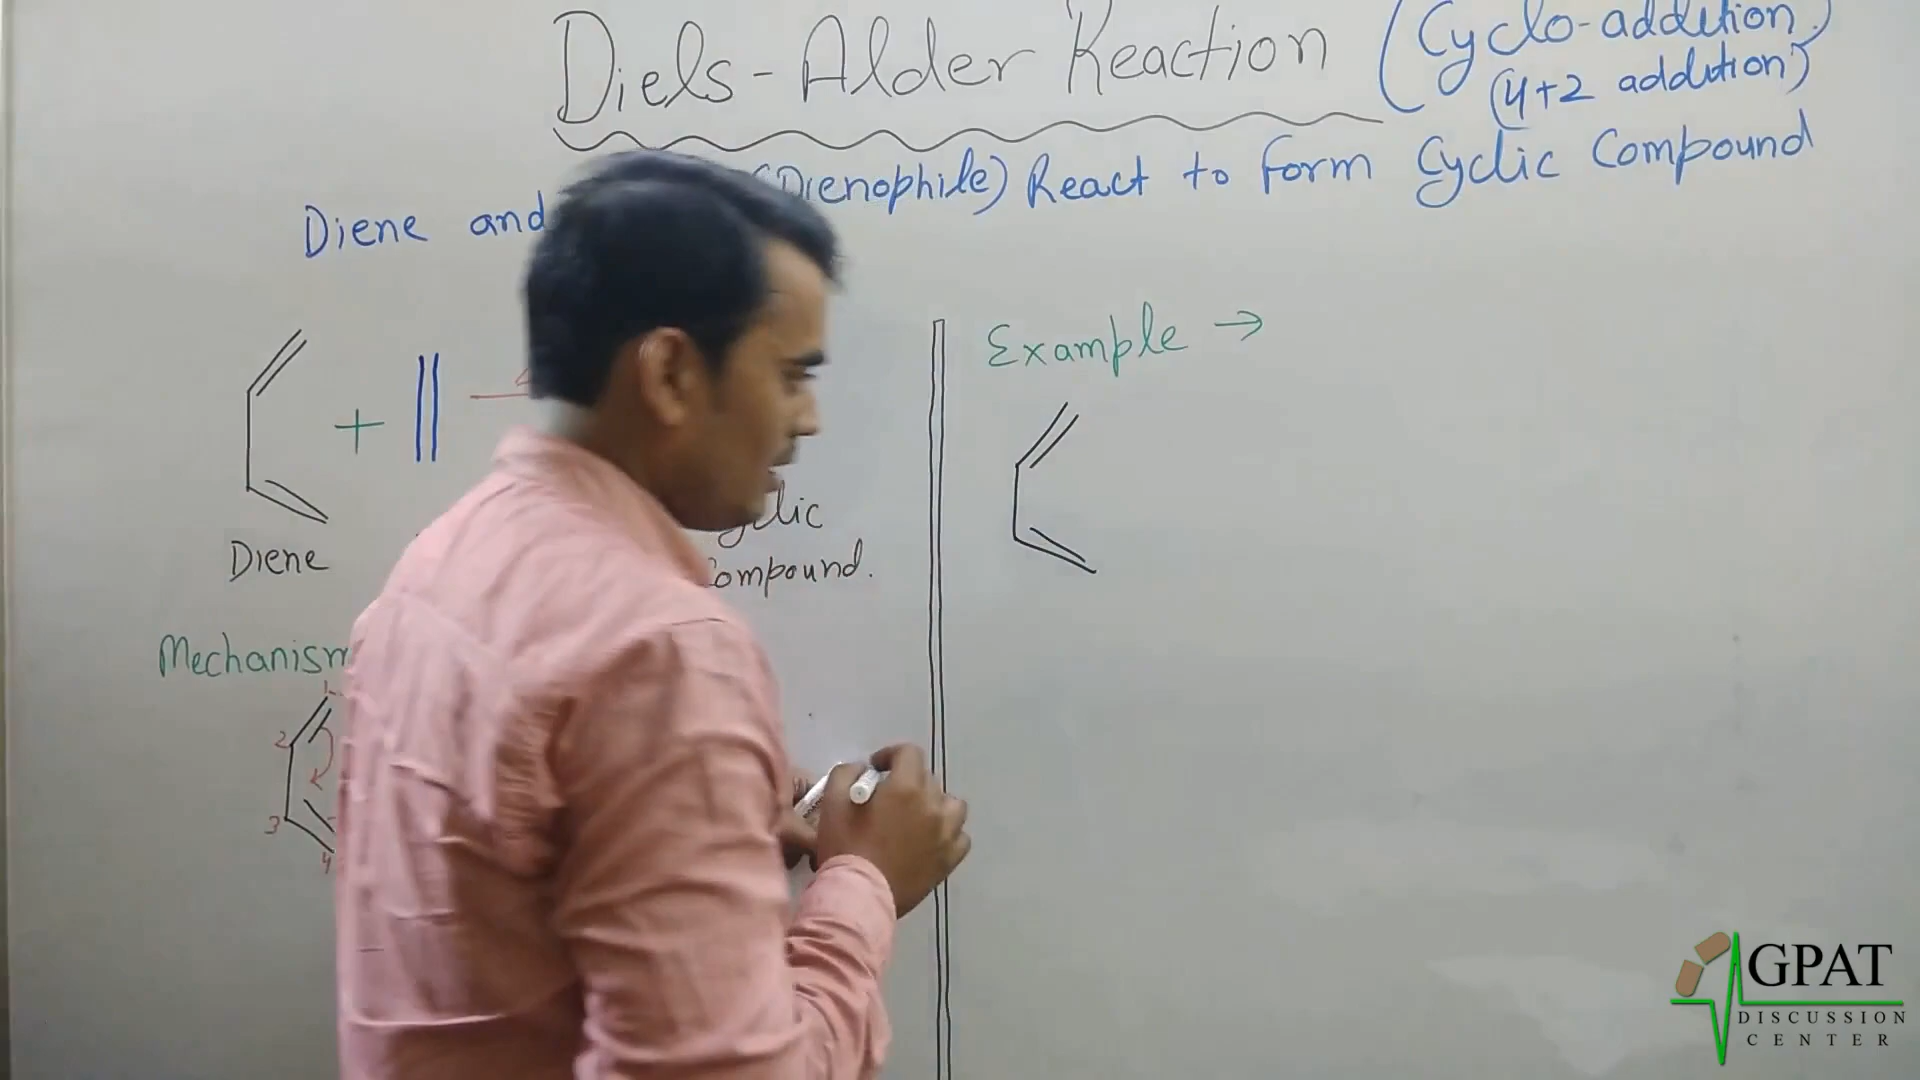 Diels-Alder Reaction (Cyclo-addition)
(4+2 addition)
Diene and (Dienophile) React to form Cyclic Compound
Example →
+
Diene
Compound.
Mechanism
1
2
3
4
GPAT
DISCUSSION
CENTER